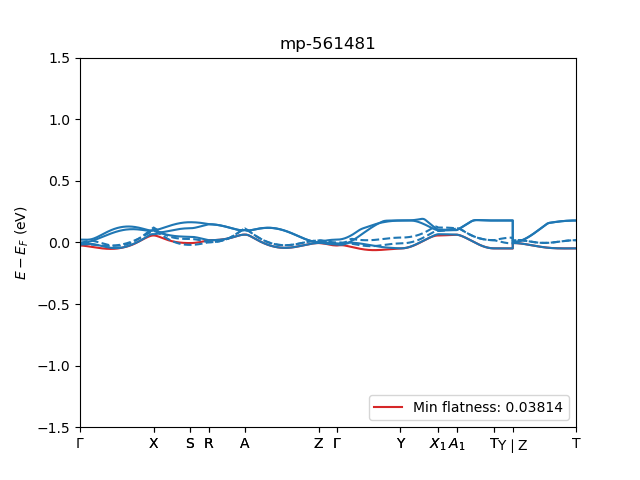 mp-561481
E − E_F (eV)
1.5
1.0
0.5
0.0
−0.5
−1.0
−1.5
Min flatness: 0.03814
Γ X S R A Z Γ Y X₁ A₁ T Y | Z T